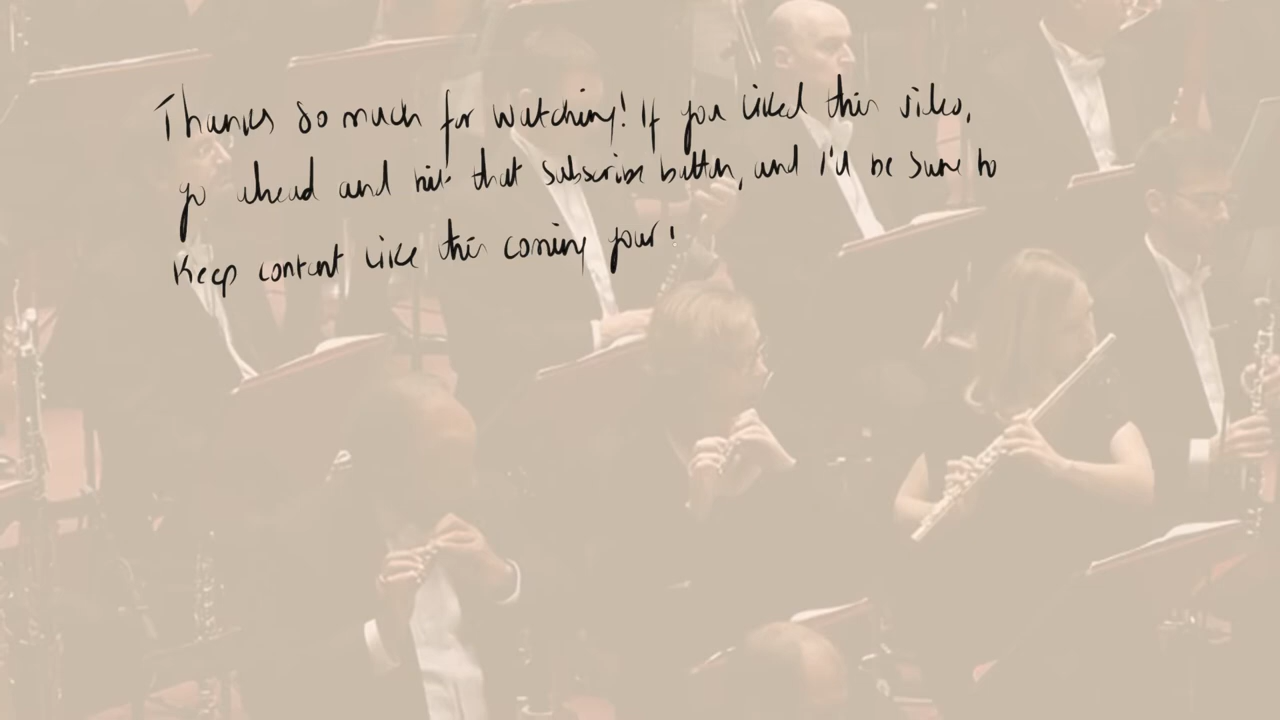 Thanks so much for watching! If you liked this video,
go ahead and hit that subscribe button, and I'll be sure to
keep content like this coming your!